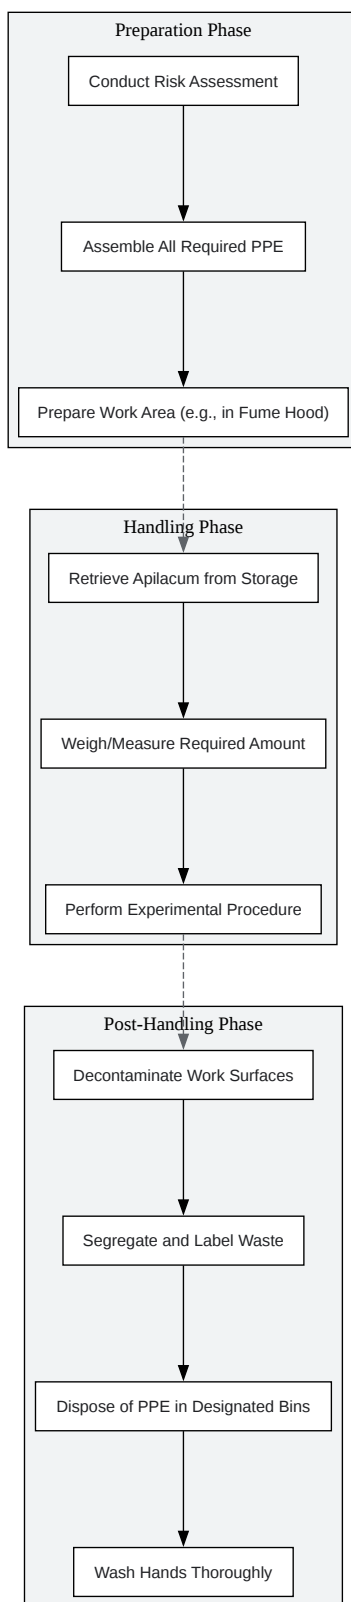 Preparation Phase
Conduct Risk Assessment
Assemble All Required PPE
Prepare Work Area (e.g., in Fume Hood)
Handling Phase
Retrieve Apilacum from Storage
Weigh/Measure Required Amount
Perform Experimental Procedure
Post-Handling Phase
Decontaminate Work Surfaces
Segregate and Label Waste
Dispose of PPE in Designated Bins
Wash Hands Thoroughly